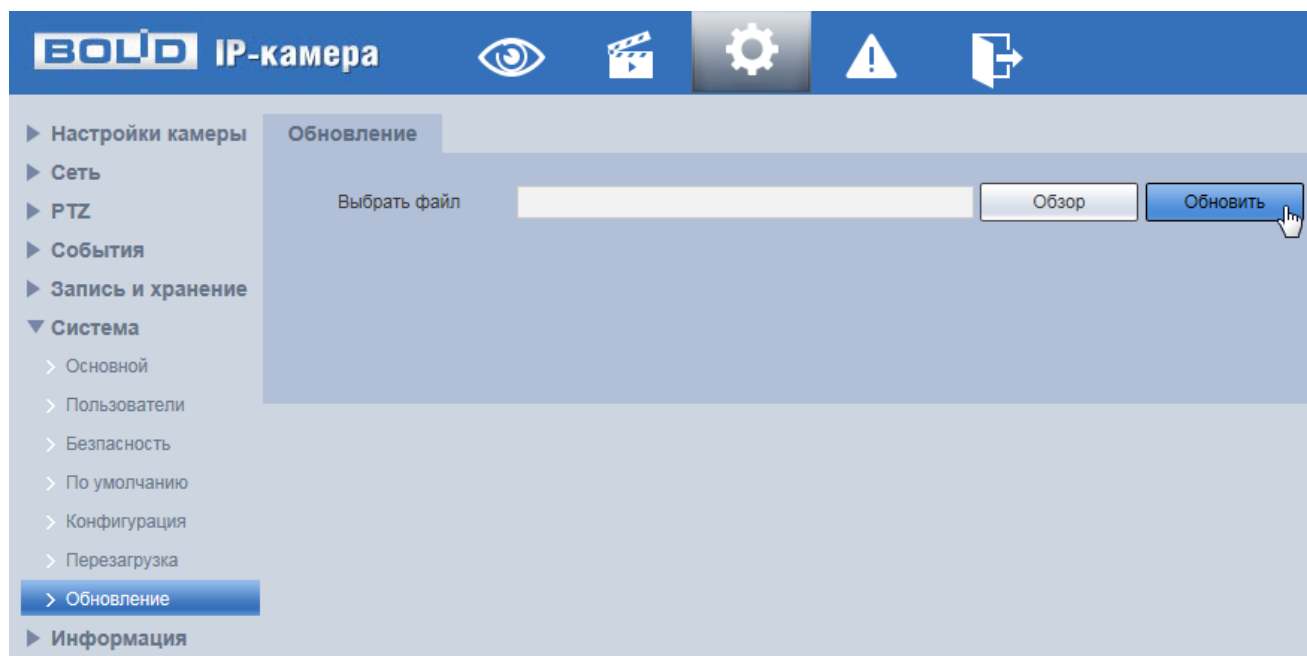 BOLID IP-камера
Настройки камеры
Сеть
PTZ
События
Запись и хранение
Система
Основной
Пользователи
Безпасность
По умолчанию
Конфигурация
Перезагрузка
Обновление
Информация
Обновление
Выбрать файл Обзор Обновить